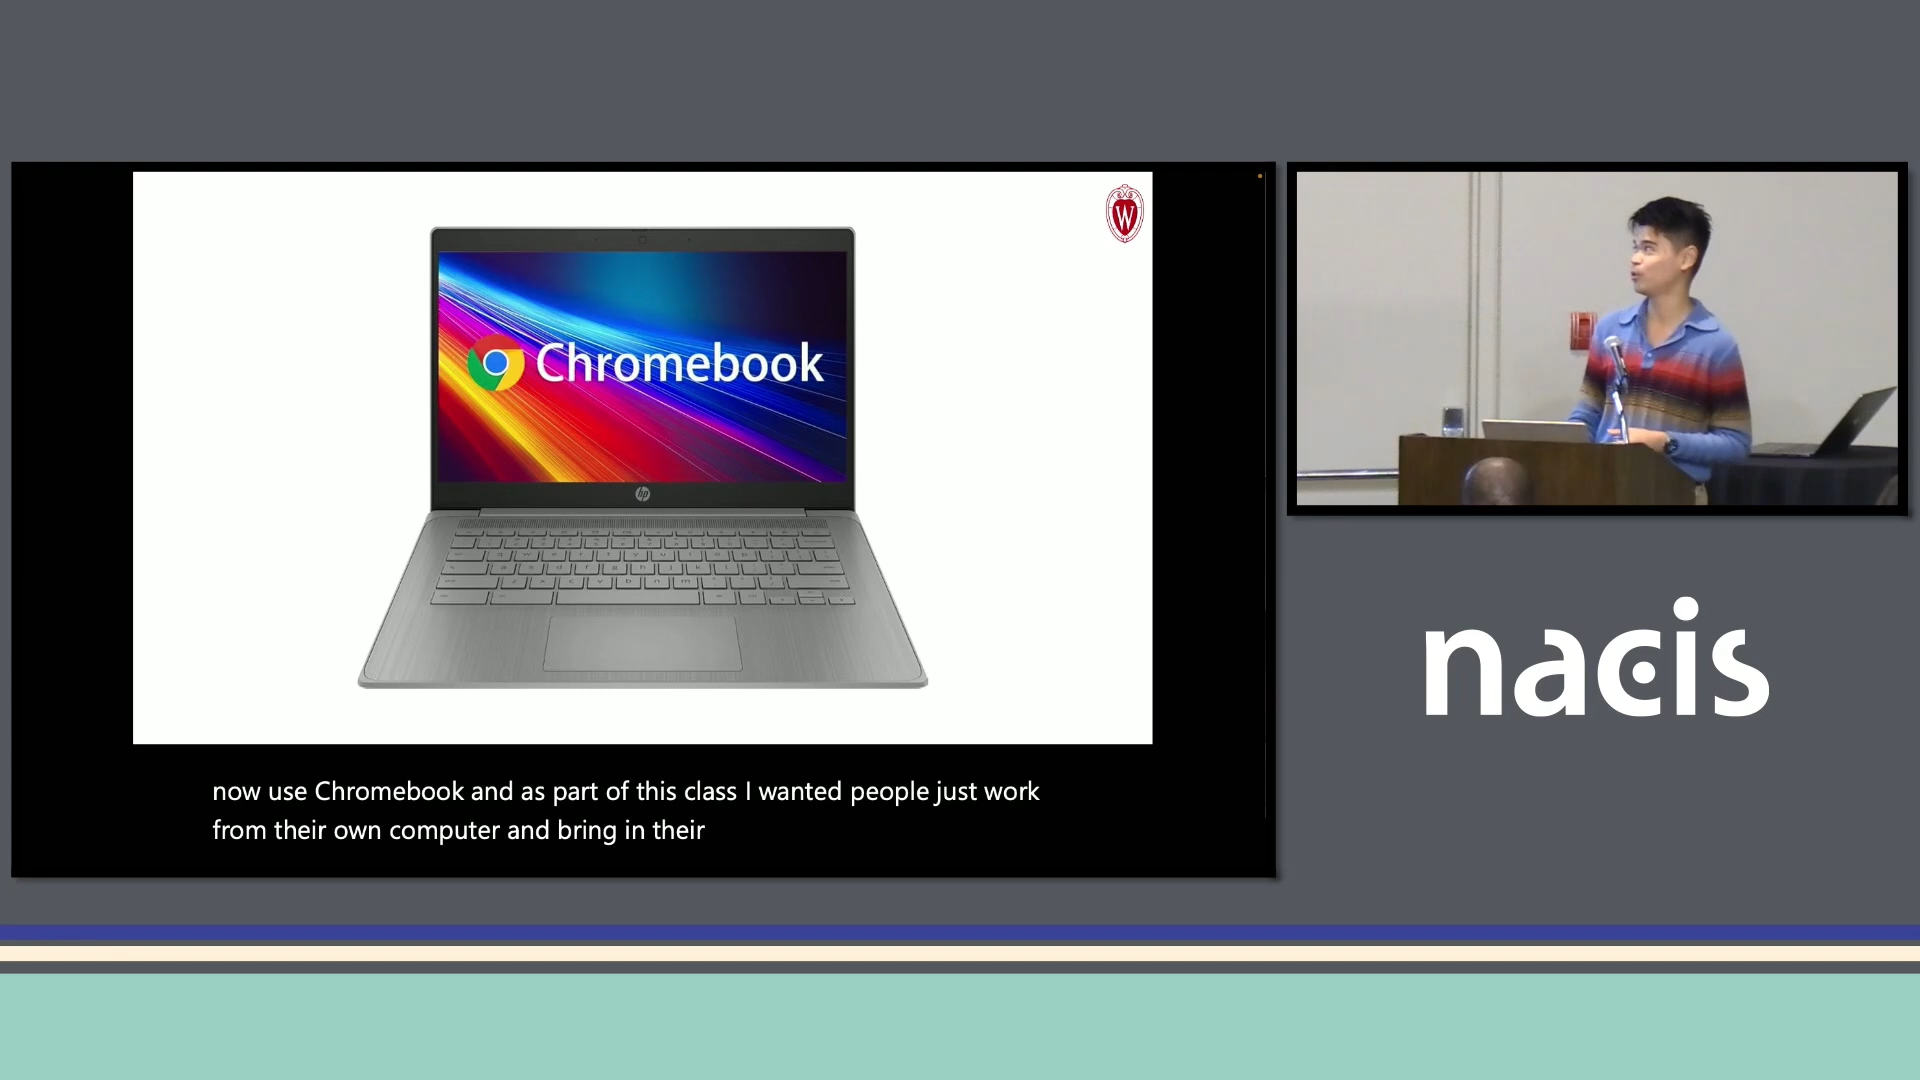 W
Chromebook
hp
now use Chromebook and as part of this class I wanted people just work
from their own computer and bring in their
nacis